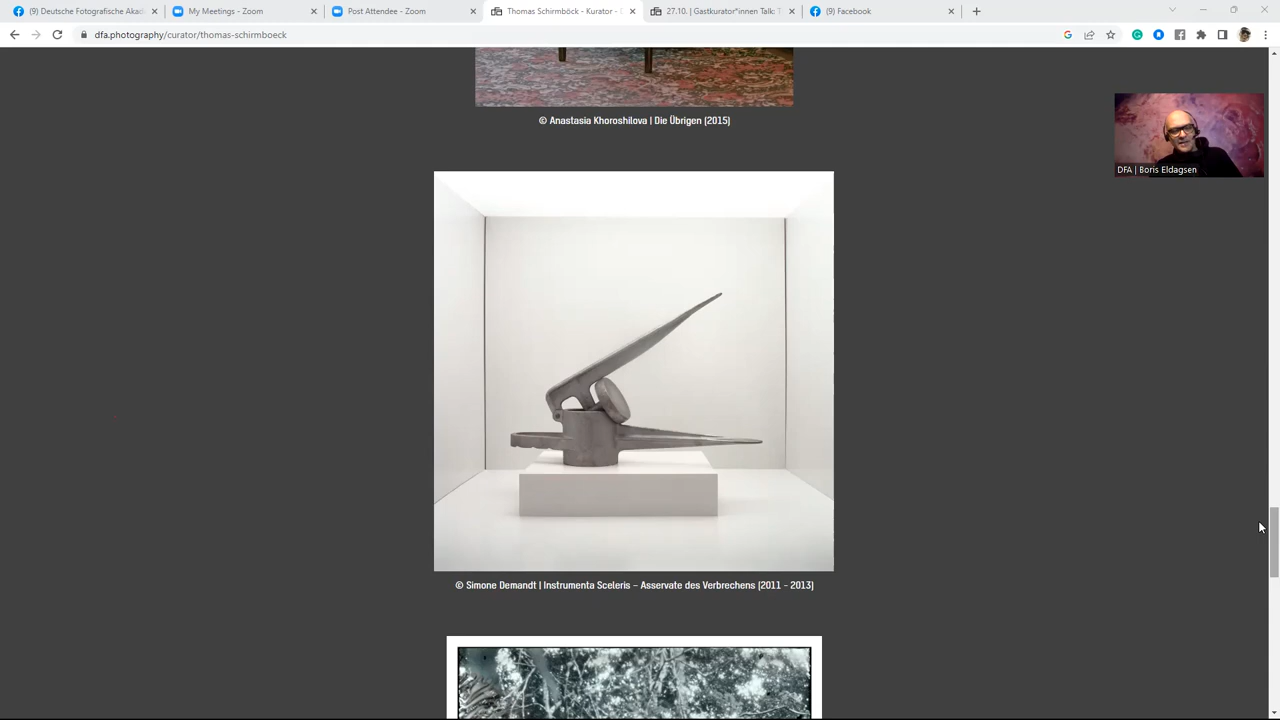 (9) Deutsche Fotografische Akad
My Meetings - Zoom
Post Attendee - Zoom
Thomas Schirmböck - Kurator -
27.10. | Gastkurator*innen Talk: T
(9) Facebook
dfa.photography/curator/thomas-schirmboeck
© Anastasia Khoroshilova | Die Übrigen (2015)
DFA | Boris Eldagsen
© Simone Demandt | Instrumenta Sceleris – Asservate des Verbrechens (2011 - 2013)